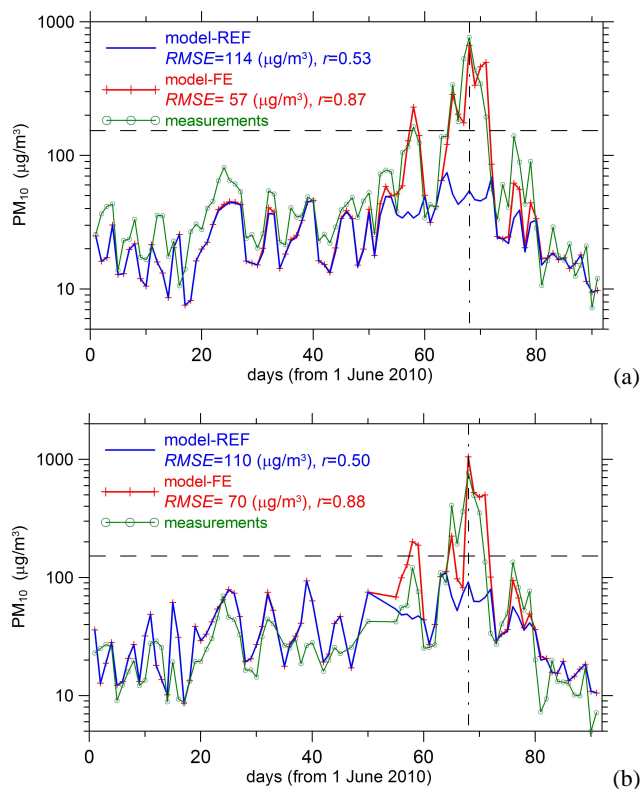 1000
model-REF
RMSE=114 (μg/m³), r=0.53
model-FE
RMSE= 57 (μg/m³), r=0.87
measurements
PM₁₀ (μg/m³)
100
10
0 20 40 60 80
days (from 1 June 2010)
(a)
1000
model-REF
RMSE=110 (μg/m³), r=0.50
model-FE
RMSE= 70 (μg/m³), r=0.88
measurements
PM₁₀ (μg/m³)
100
10
0 20 40 60 80
days (from 1 June 2010)
(b)